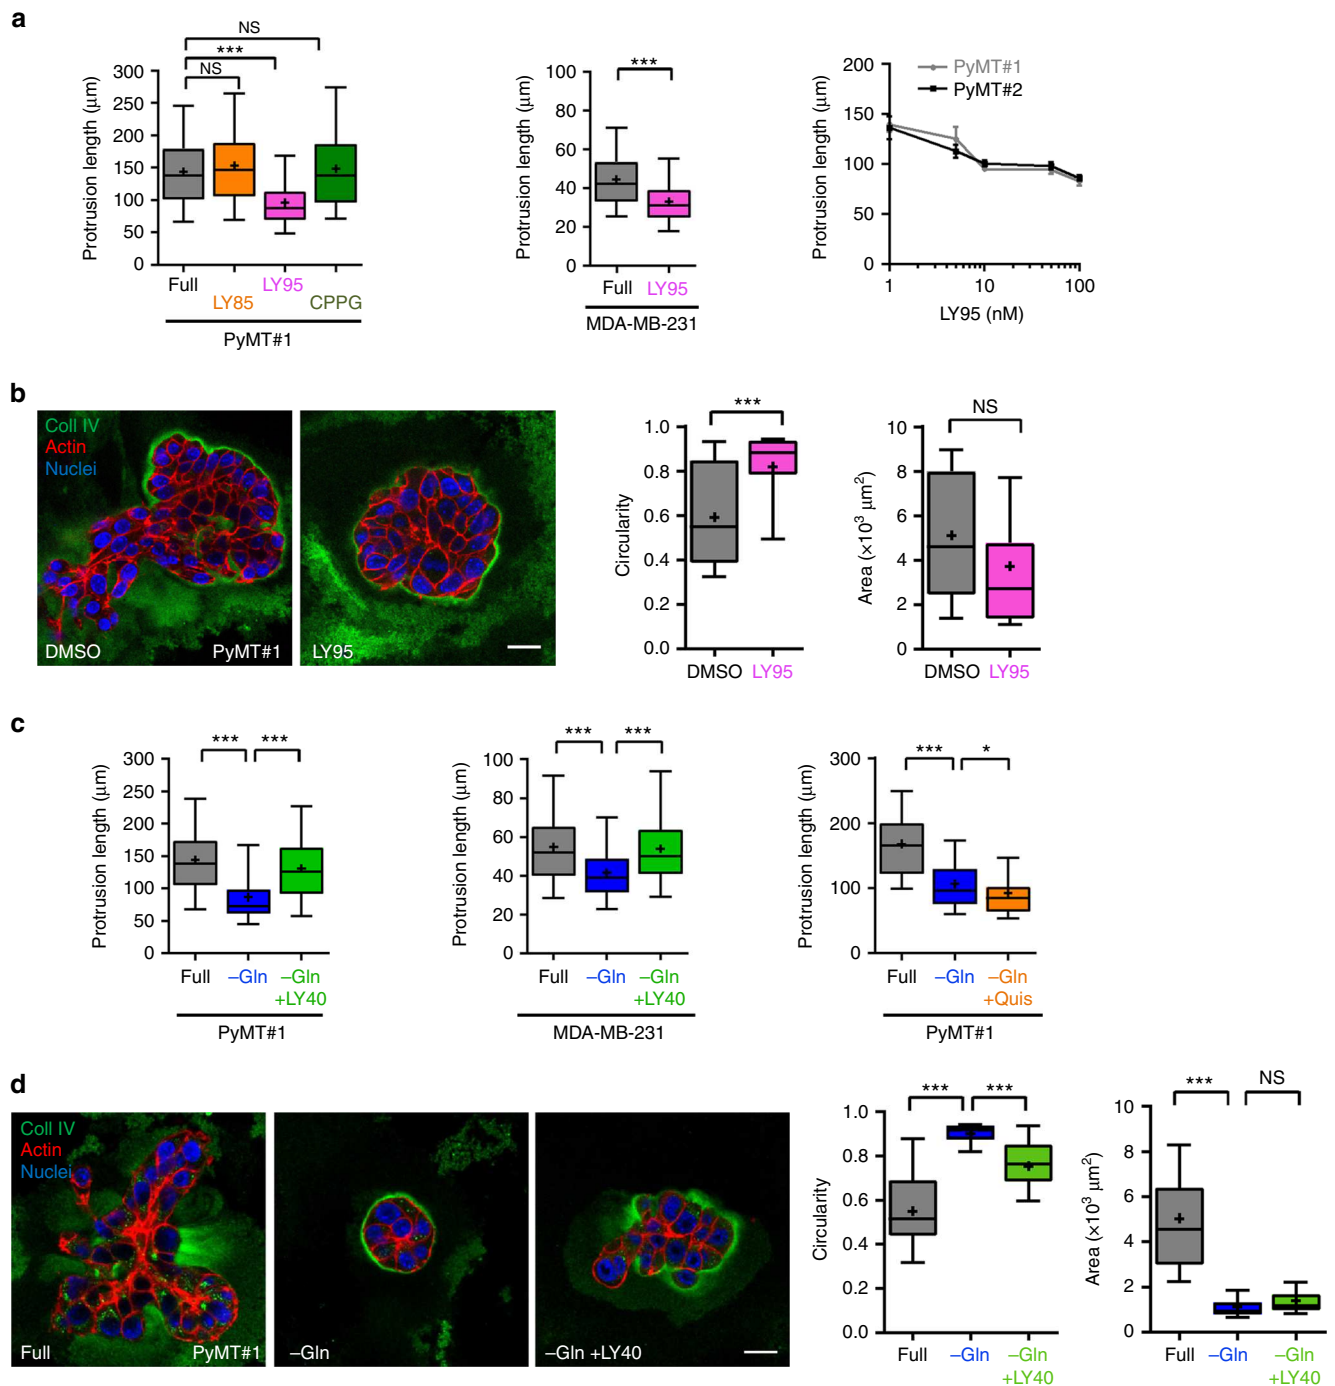 a
NS
***
NS
Protrusion length (μm)
300
250
200
150
100
50
0
Full
LY85
LY95
CPPG
PyMT#1
***
Protrusion length (μm)
100
80
60
40
20
0
Full
LY95
MDA-MB-231
Protrusion length (μm)
200
150
100
50
0
PyMT#1
PyMT#2
1
10
100
LY95 (nM)
b
Coll IV
Actin
Nuclei
DMSO
PyMT#1
LY95
***
Circularity
1.0
0.8
0.6
0.4
0.2
0.0
DMSO
LY95
NS
Area (×10³ μm²)
10
8
6
4
2
0
DMSO
LY95
c
***
***
Protrusion length (μm)
300
250
200
150
100
50
0
Full
–Gln
–Gln
+LY40
PyMT#1
***
***
Protrusion length (μm)
100
80
60
40
20
0
Full
–Gln
–Gln
+LY40
MDA-MB-231
***
*
Protrusion length (μm)
300
200
100
0
Full
–Gln
–Gln
+Quis
PyMT#1
d
Coll IV
Actin
Nuclei
Full
PyMT#1
–Gln
–Gln +LY40
***
***
Circularity
1.0
0.8
0.6
0.4
0.2
0.0
Full
–Gln
–Gln
+LY40
***
NS
Area (×10³ μm²)
10
8
6
4
2
0
Full
–Gln
–Gln
+LY40